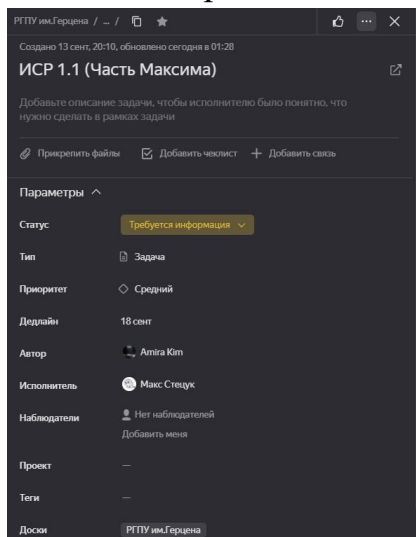 РГПУ им.Герцена / ... /
Создано 13 сент, 20:10, обновлено сегодня в 01:28
ИСР 1.1 (Часть Максима)
Добавьте описание задачи, чтобы исполнителю было понятно, что
нужно сделать в рамках задачи
Прикрепить файлы Добавить чеклист Добавить связь
Параметры
Статус Требуется информация
Тип Задача
Приоритет Средний
Дедлайн 18 сент
Автор Amira Kim
Исполнитель Макс Стецук
Наблюдатели Нет наблюдателей
Добавить меня
Проект —
Теги —
Доски РГПУ им.Герцена